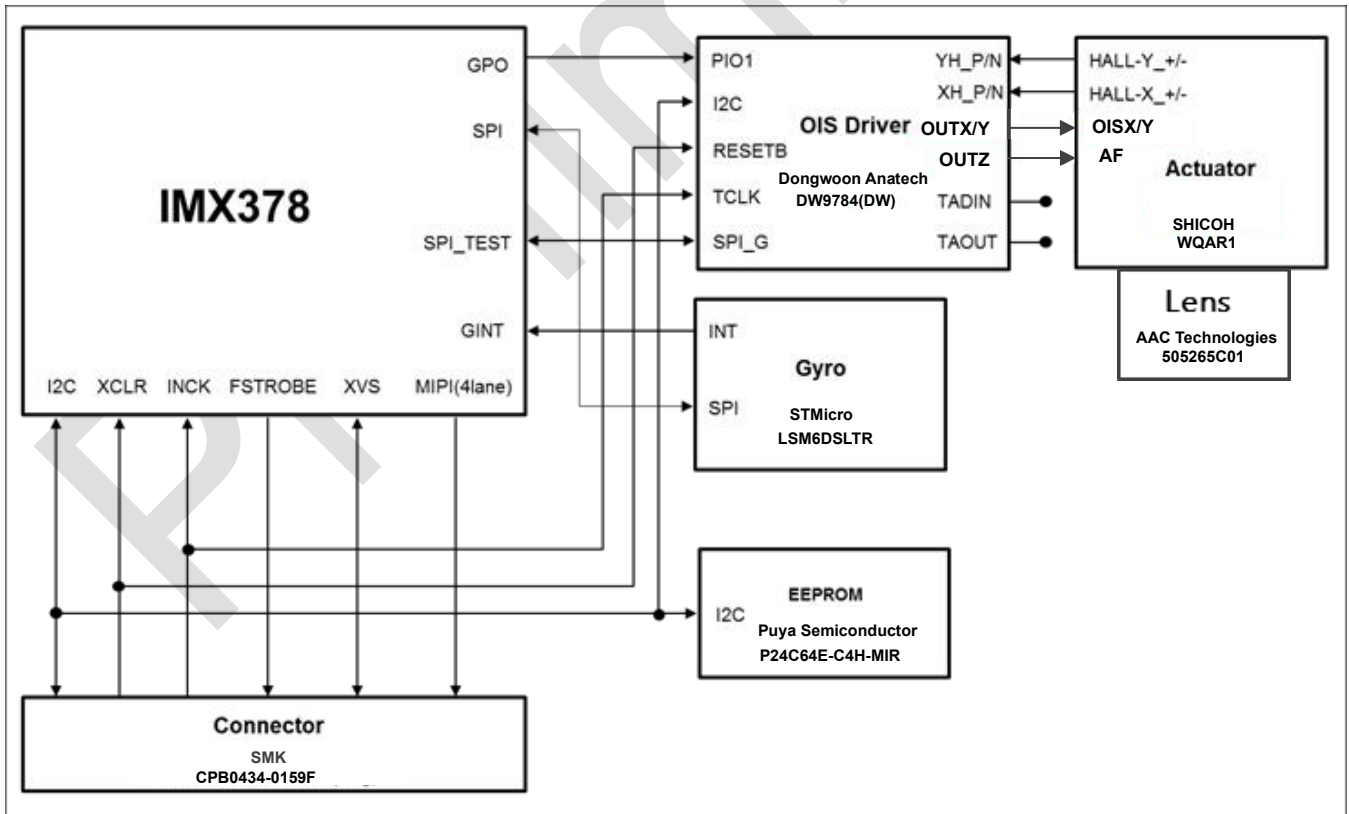 IMX378
GPO
SPI
SPI_TEST
GINT
I2C XCLR INCK FSTROBE XVS MIPI(4lane)
PIO1
I2C
RESETB
TCLK
SPI_G
OIS Driver
Dongwoon Anatech
DW9784(DW)
YH_P/N
XH_P/N
OUTX/Y
OUTZ
TADIN
TAOUT
HALL-Y_+/-
HALL-X_+/-
OISX/Y
AF
Actuator
SHICOH
WQAR1
Lens
AAC Technologies
505265C01
INT
Gyro
SPI
STMicro
LSM6DSLTR
EEPROM
I2C
Puya Semiconductor
P24C64E-C4H-MIR
Connector
SMK
CPB0434-0159F